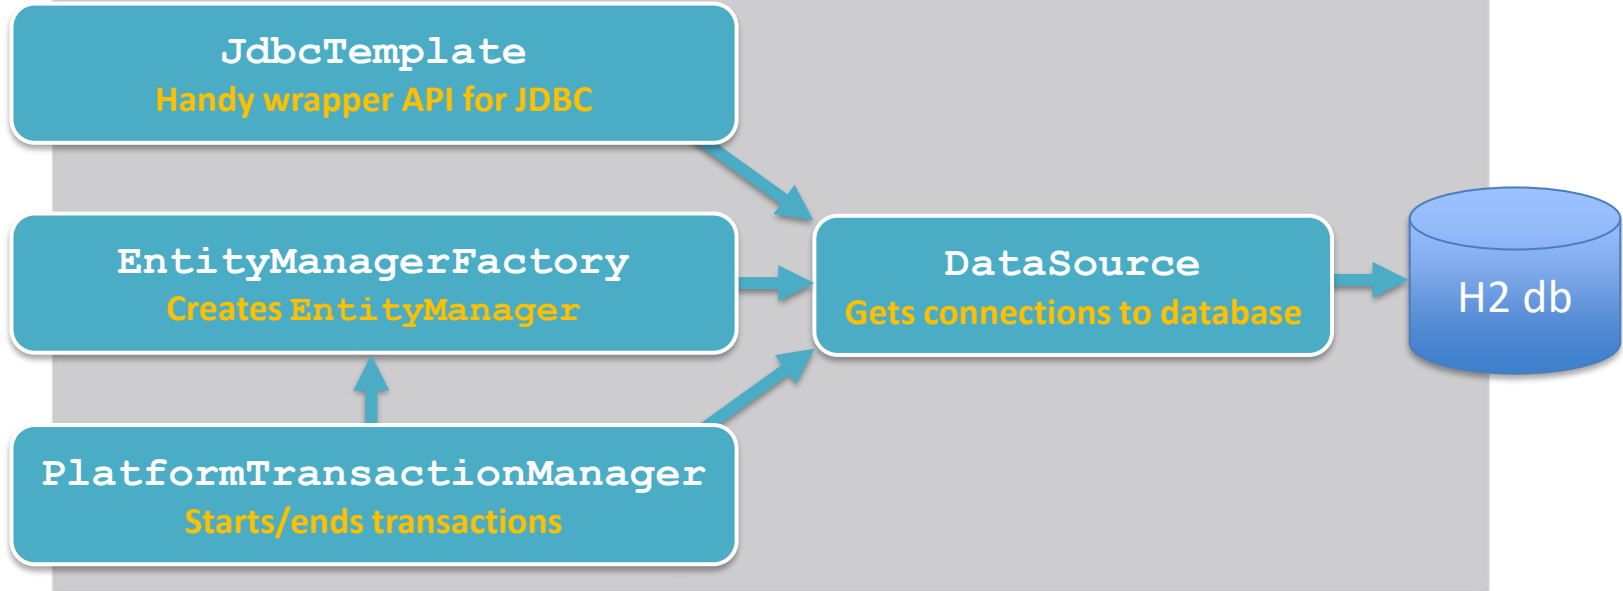 JdbcTemplate
Handy wrapper API for JDBC
EntityManagerFactory
Creates EntityManager
DataSource
Gets connections to database
H2 db
PlatformTransactionManager
Starts/ends transactions